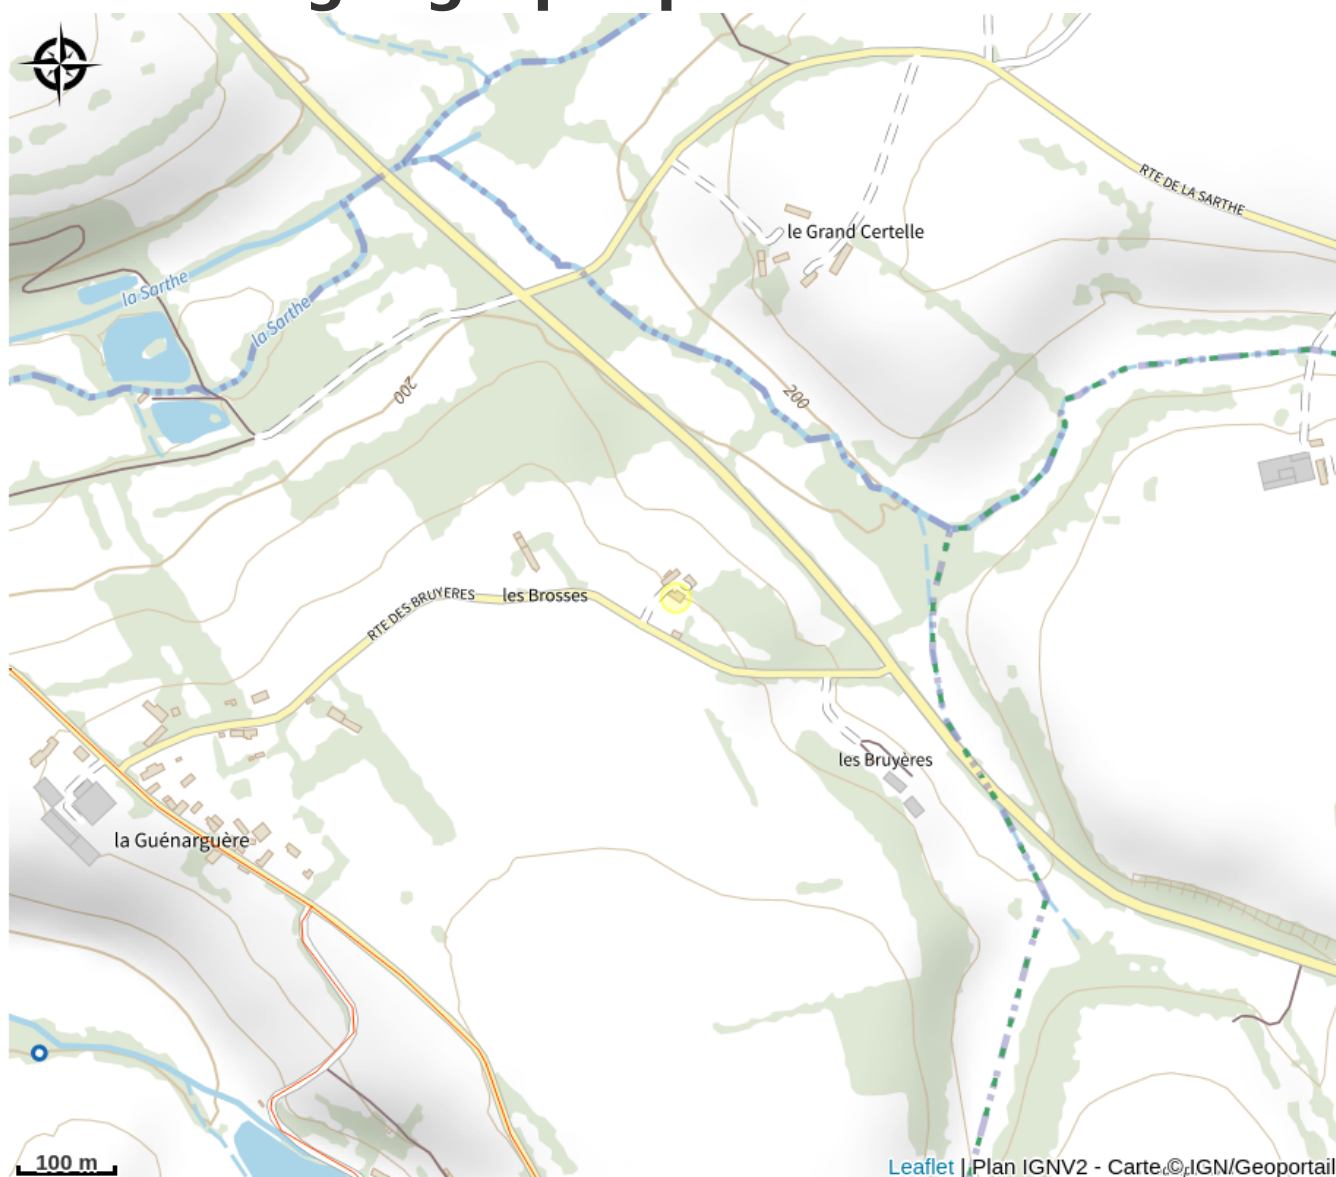 RTE DE LA SARTHE
le Grand Certelle
la Sarthe
la Sarthe
200
200
RTE DES BRUYERES
les Brosses
les Bruyères
la Guénarguère
100 m
Leaflet | Plan IGNV2 - Carte © IGN/Geoportail